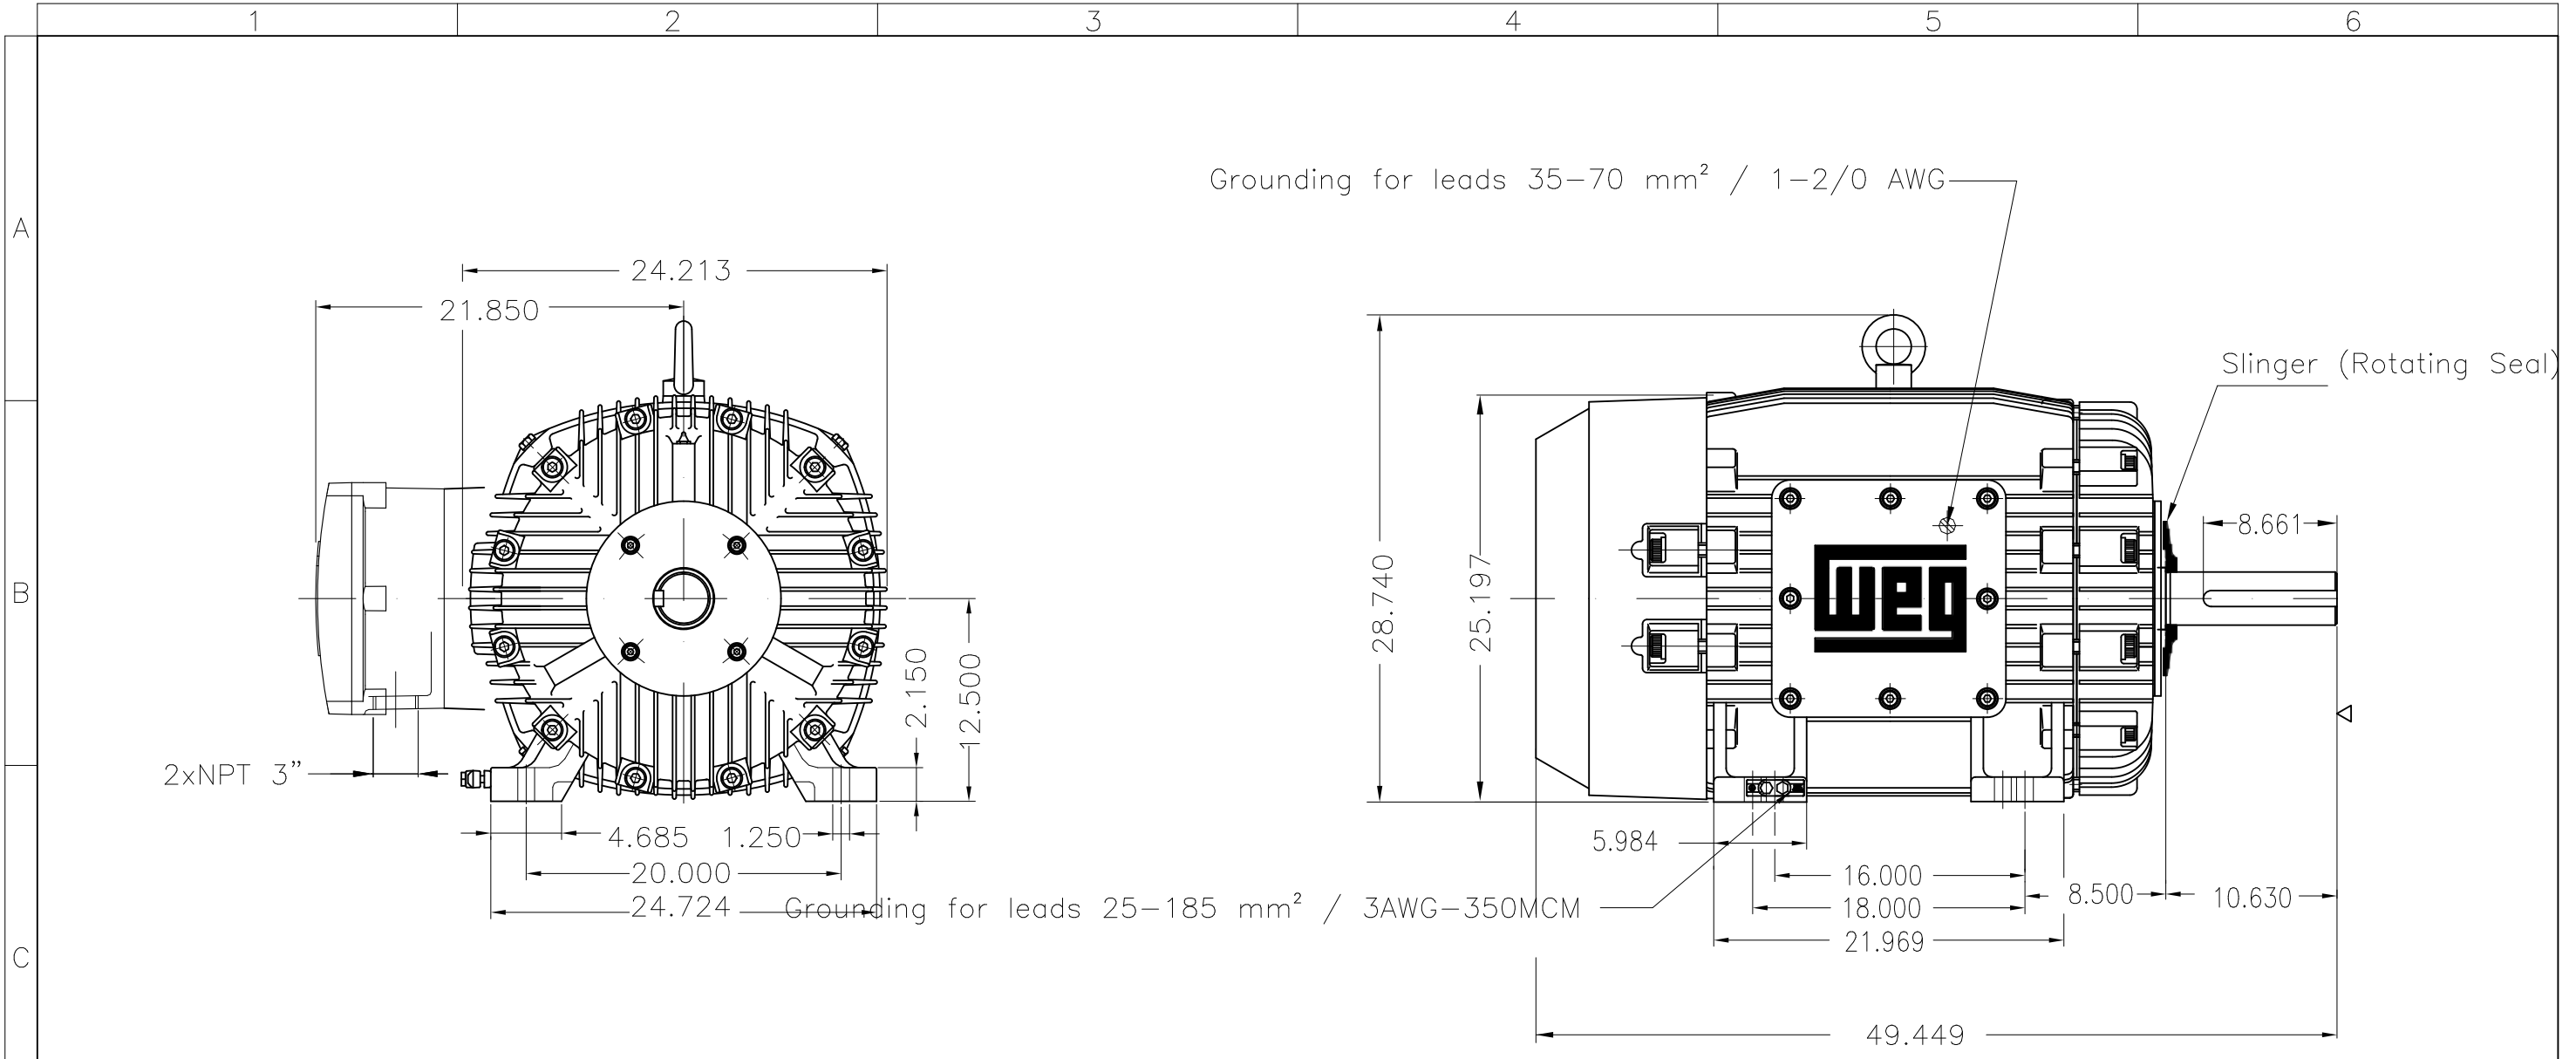 1 2 3 4 5 6
Grounding for leads 35-70 mm² / 1-2/0 AWG
A
24.213
21.850
Slinger (Rotating Seal)
8.661
28.740
25.197
B
2.150
12.500
weg
2xNPT 3"
4.685 1.250
5.984
20.000
16.000
8.500
10.630
24.724
Grounding for leads 25-185 mm² / 3AWG-350MCM
18.000
21.969
C
49.449